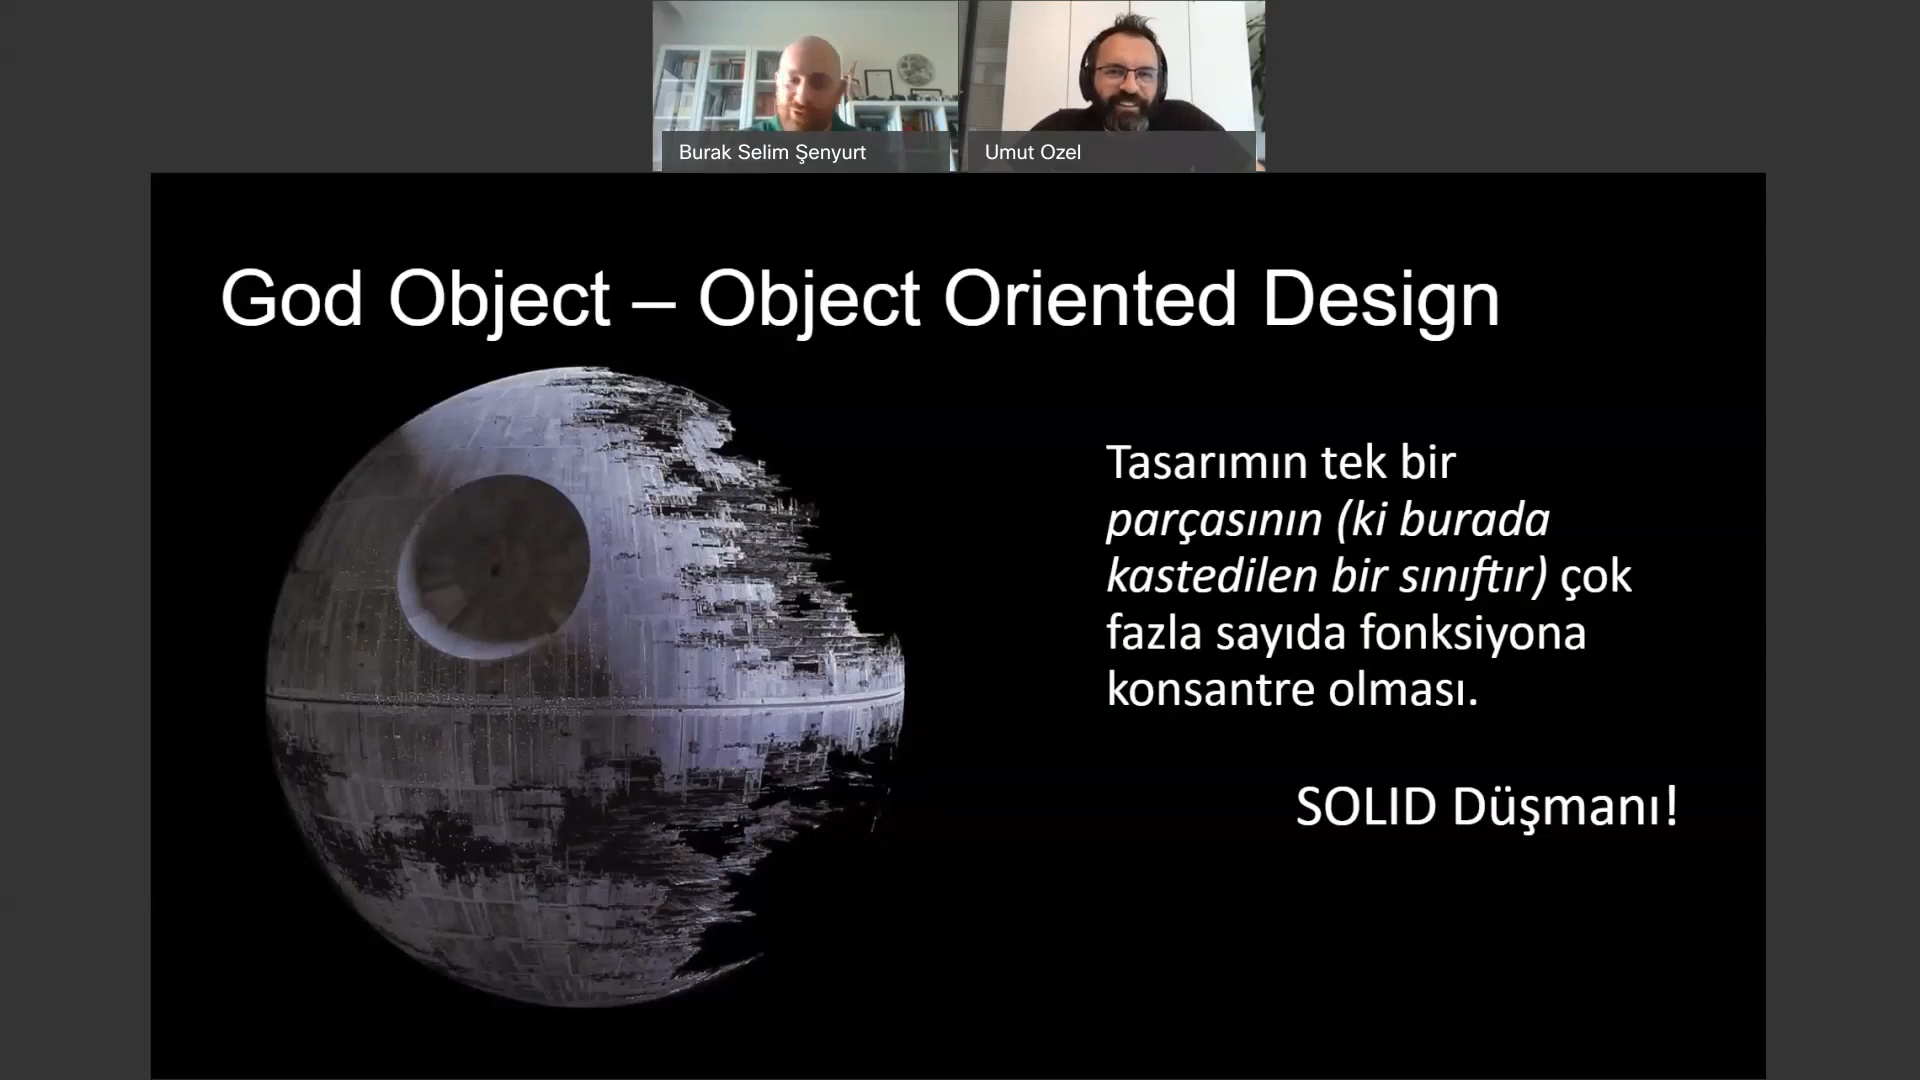 Burak Selim Şenyurt
Umut Ozel
God Object – Object Oriented Design
Tasarımın tek bir
parçasının (ki burada
kastedilen bir sınıftır) çok
fazla sayıda fonksiyona
konsantre olması.
SOLID Düşmanı!